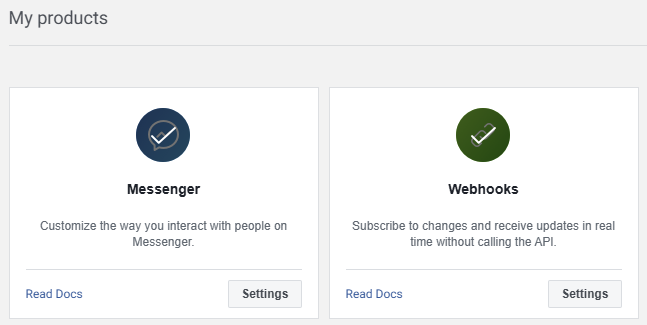 My products
Messenger
Customize the way you interact with people on
Messenger.
Read Docs
Settings
Webhooks
Subscribe to changes and receive updates in real
time without calling the API.
Read Docs
Settings